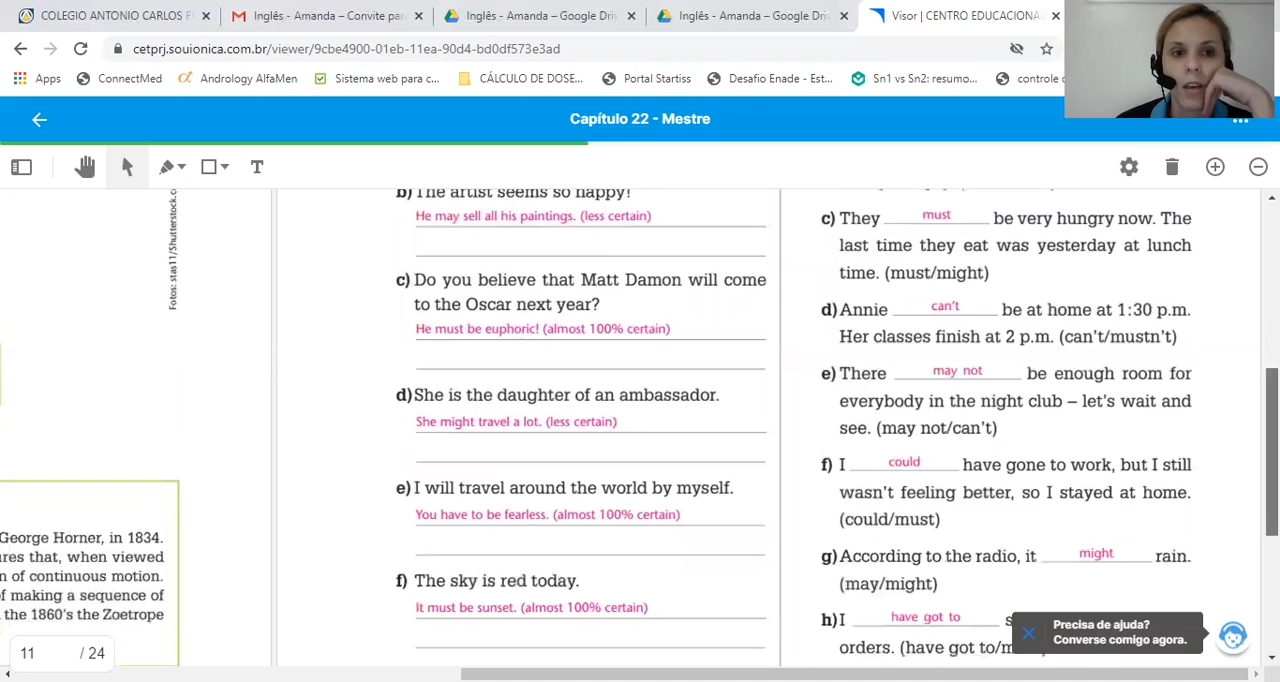 COLEGIO ANTONIO CARLOS
Inglês - Amanda – Convite par
Inglês - Amanda – Google Driv
Inglês - Amanda – Google Driv
Visor | CENTRO EDUCACIONA
cetprj.souionica.com.br/viewer/9cbe4900-01eb-11ea-90d4-bd0df573e3ad
Apps
ConnectMed
Andrology AlfaMen
Sistema web para c...
CÁLCULO DE DOSE...
Portal Startiss
Desafio Enade - Est...
Sn1 vs Sn2: resumo...
controle
Capítulo 22 - Mestre
Fotos: stas11/Shutterstock.c
George Horner, in 1834.
ures that, when viewed
n of continuous motion.
of making a sequence of
the 1860's the Zoetrope
11 / 24
b) The artist seems so happy!
He may sell all his paintings. (less certain)
c) Do you believe that Matt Damon will come
to the Oscar next year?
He must be euphoric! (almost 100% certain)
d) She is the daughter of an ambassador.
She might travel a lot. (less certain)
e) I will travel around the world by myself.
You have to be fearless. (almost 100% certain)
f) The sky is red today.
It must be sunset. (almost 100% certain)
c) They must be very hungry now. The
last time they eat was yesterday at lunch
time. (must/might)
d) Annie can't be at home at 1:30 p.m.
Her classes finish at 2 p.m. (can't/mustn't)
e) There may not be enough room for
everybody in the night club – let's wait and
see. (may not/can't)
f) I could have gone to work, but I still
wasn't feeling better, so I stayed at home.
(could/must)
g) According to the radio, it might rain.
(may/might)
h) I have got to
orders. (have got to/m
Precisa de ajuda?
Converse comigo agora.